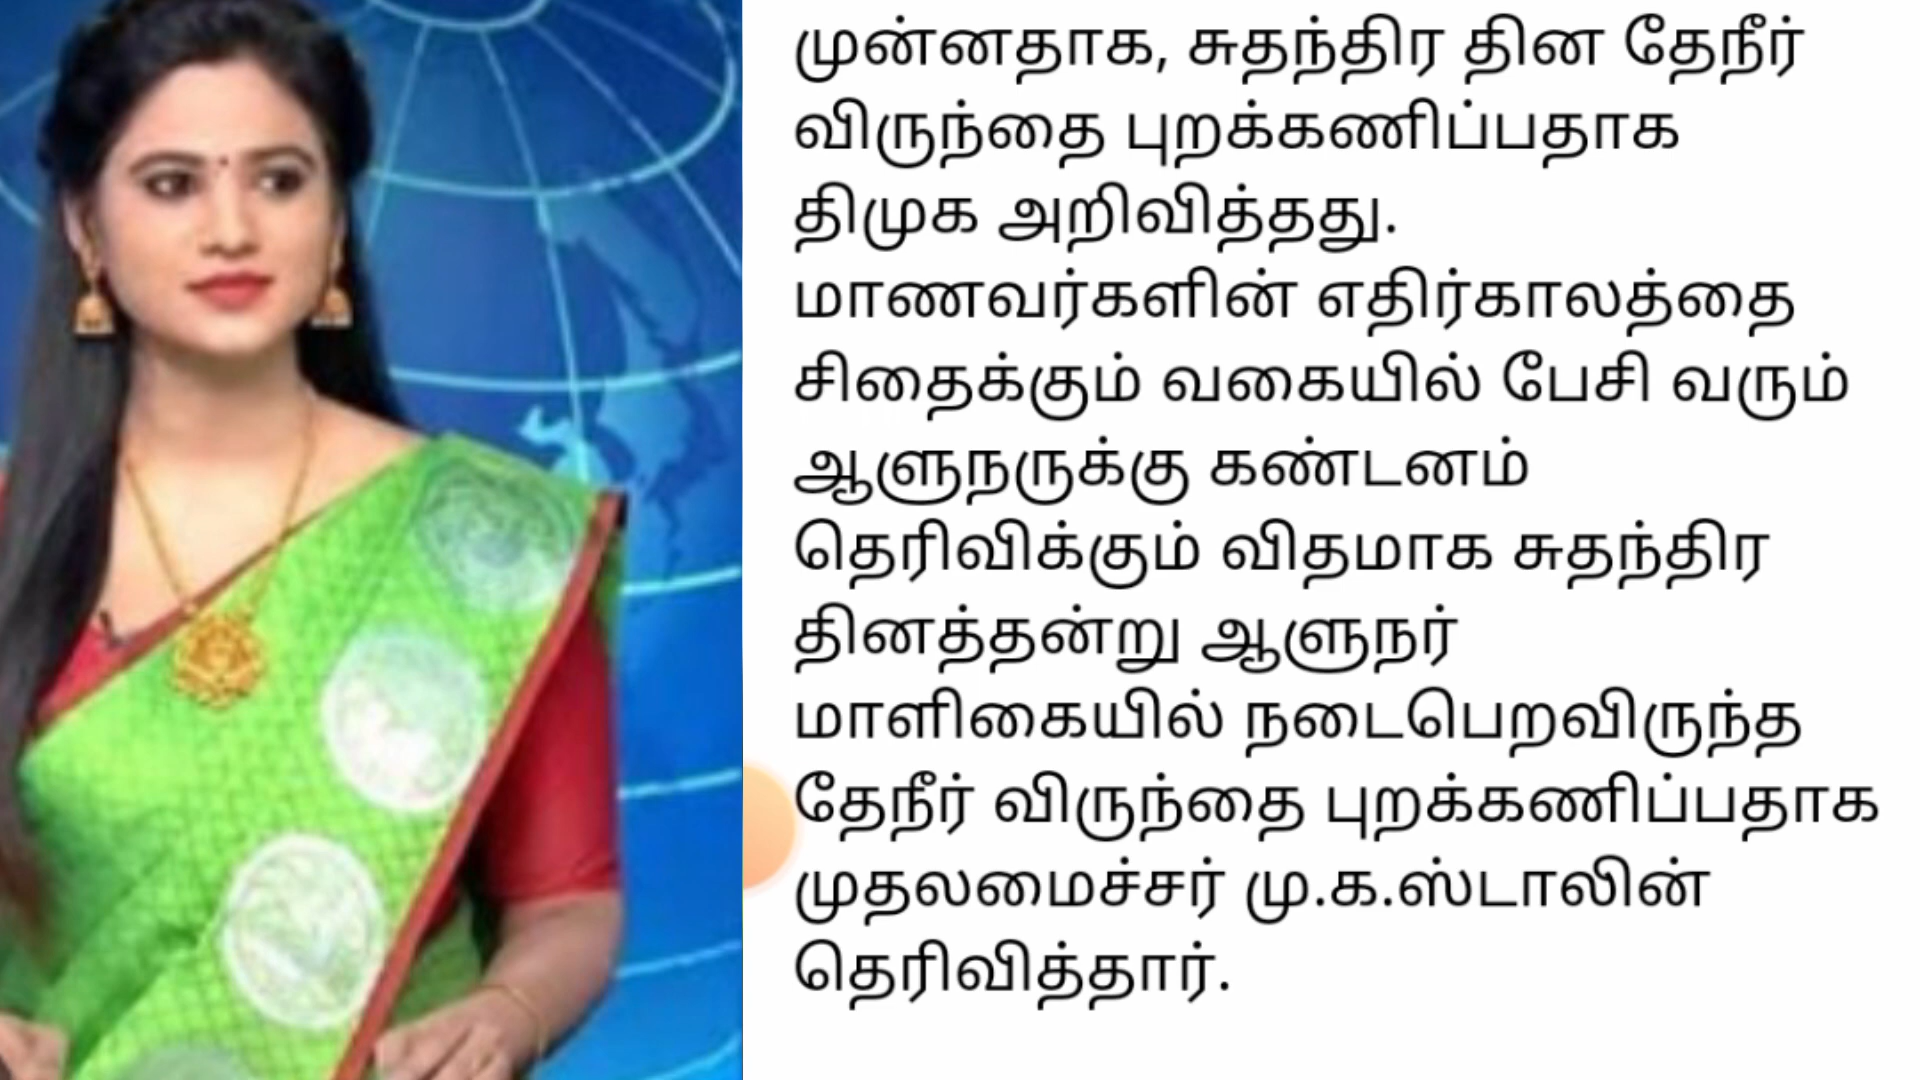 முன்னதாக, சுதந்திர தின தேநீர்
விருந்தை புறக்கணிப்பதாக
திமுக அறிவித்தது.
மாணவர்களின் எதிர்காலத்தை
சிதைக்கும் வகையில் பேசி வரும்
ஆளுநருக்கு கண்டனம்
தெரிவிக்கும் விதமாக சுதந்திர
தினத்தன்று ஆளுநர்
மாளிகையில் நடைபெறவிருந்த
தேநீர் விருந்தை புறக்கணிப்பதாக
முதலமைச்சர் மு.க.ஸ்டாலின்
தெரிவித்தார்.